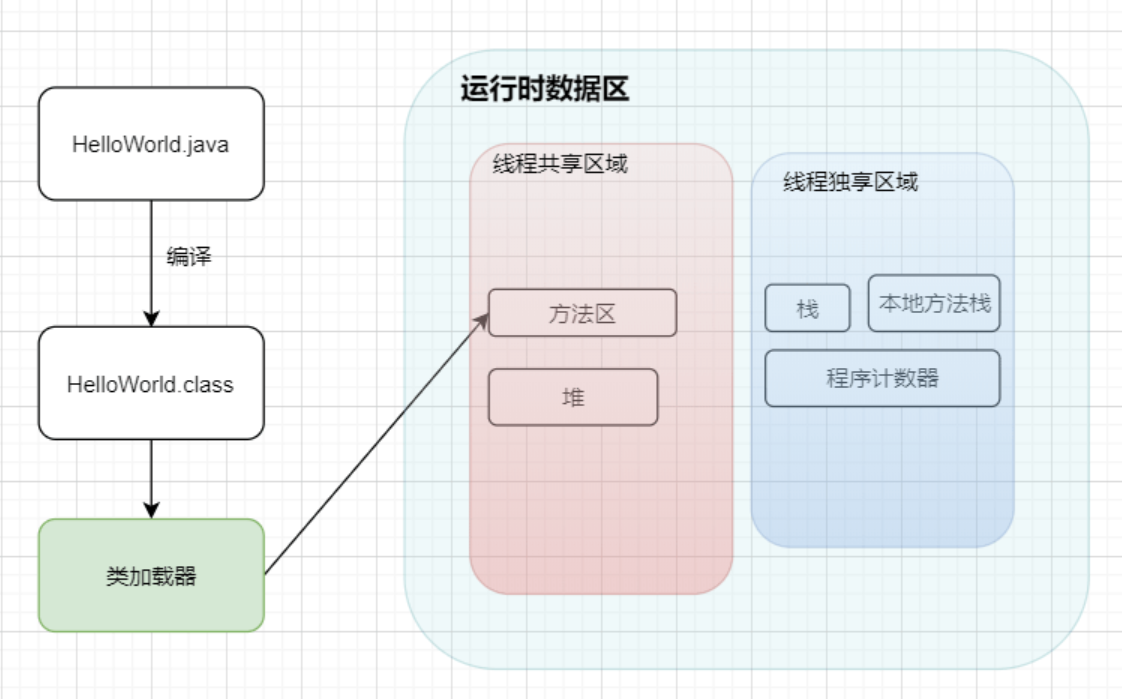 HelloWorld.java
编译
HelloWorld.class
类加载器
运行时数据区
线程共享区域
方法区
堆
线程独享区域
栈
本地方法栈
程序计数器